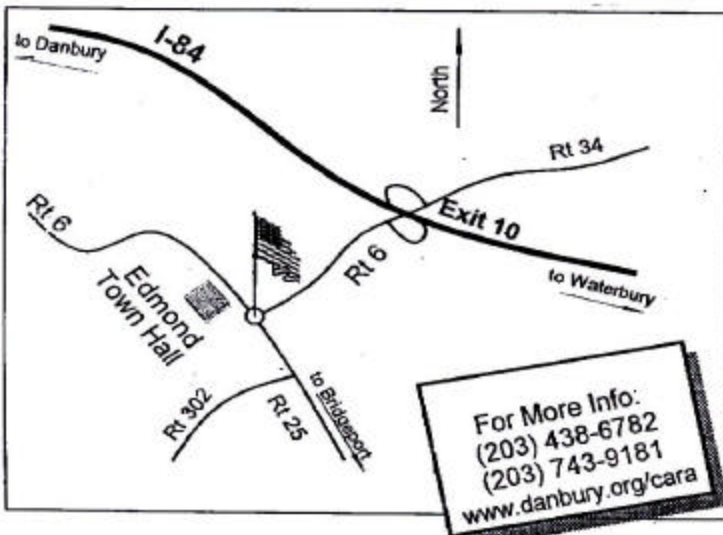 to Danbury
I-84
North
Rt 34
Rt 6
Exit 10
Rt 6
Edmond
Town Hall
to Waterbury
Rt 302
Rt 25
to Bridgeport
For More Info:
(203) 438-6782
(203) 743-9181
www.danbury.org/cara